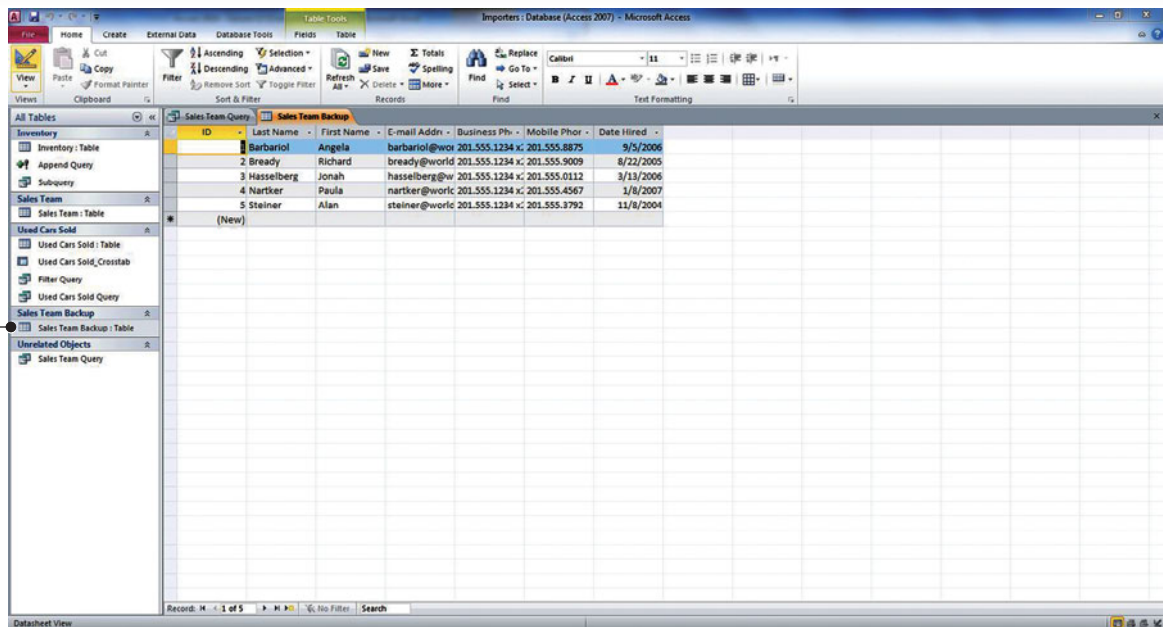 Table Tools
Importers : Database (Access 2007) - Microsoft Access
File Home Create External Data Database Tools Fields Table
View
Views
Paste
Cut
Copy
Format Painter
Clipboard
Filter
Ascending
Descending
Remove Sort
Selection
Advanced
Toggle Filter
Sort & Filter
Refresh All
New
Save
Delete
Totals
Spelling
More
Records
Find
Replace
Go To
Select
Find
Calibri 11
B I U A
Text Formatting
All Tables
Inventory
Inventory : Table
Append Query
Subquery
Sales Team
Sales Team : Table
Used Cars Sold
Used Cars Sold : Table
Used Cars Sold_Crosstab
Filter Query
Used Cars Sold Query
Sales Team Backup
Sales Team Backup : Table
Unrelated Objects
Sales Team Query
Sales Team Query Sales Team Backup
ID Last Name First Name E-mail Addr Business Ph Mobile Phor Date Hired
1 Barbariol Angela barbariol@wor 201.555.1234 x 201.555.8875 9/5/2006
2 Bready Richard bready@world 201.555.1234 x 201.555.9009 8/22/2005
3 Hasselberg Jonah hasselberg@w 201.555.1234 x 201.555.0112 3/13/2006
4 Nartker Paula nartker@worlc 201.555.1234 x 201.555.4567 1/8/2007
5 Steiner Alan steiner@world 201.555.1234 x 201.555.3792 11/8/2004
(New)
Record: 1 of 5 No Filter Search
Datasheet View